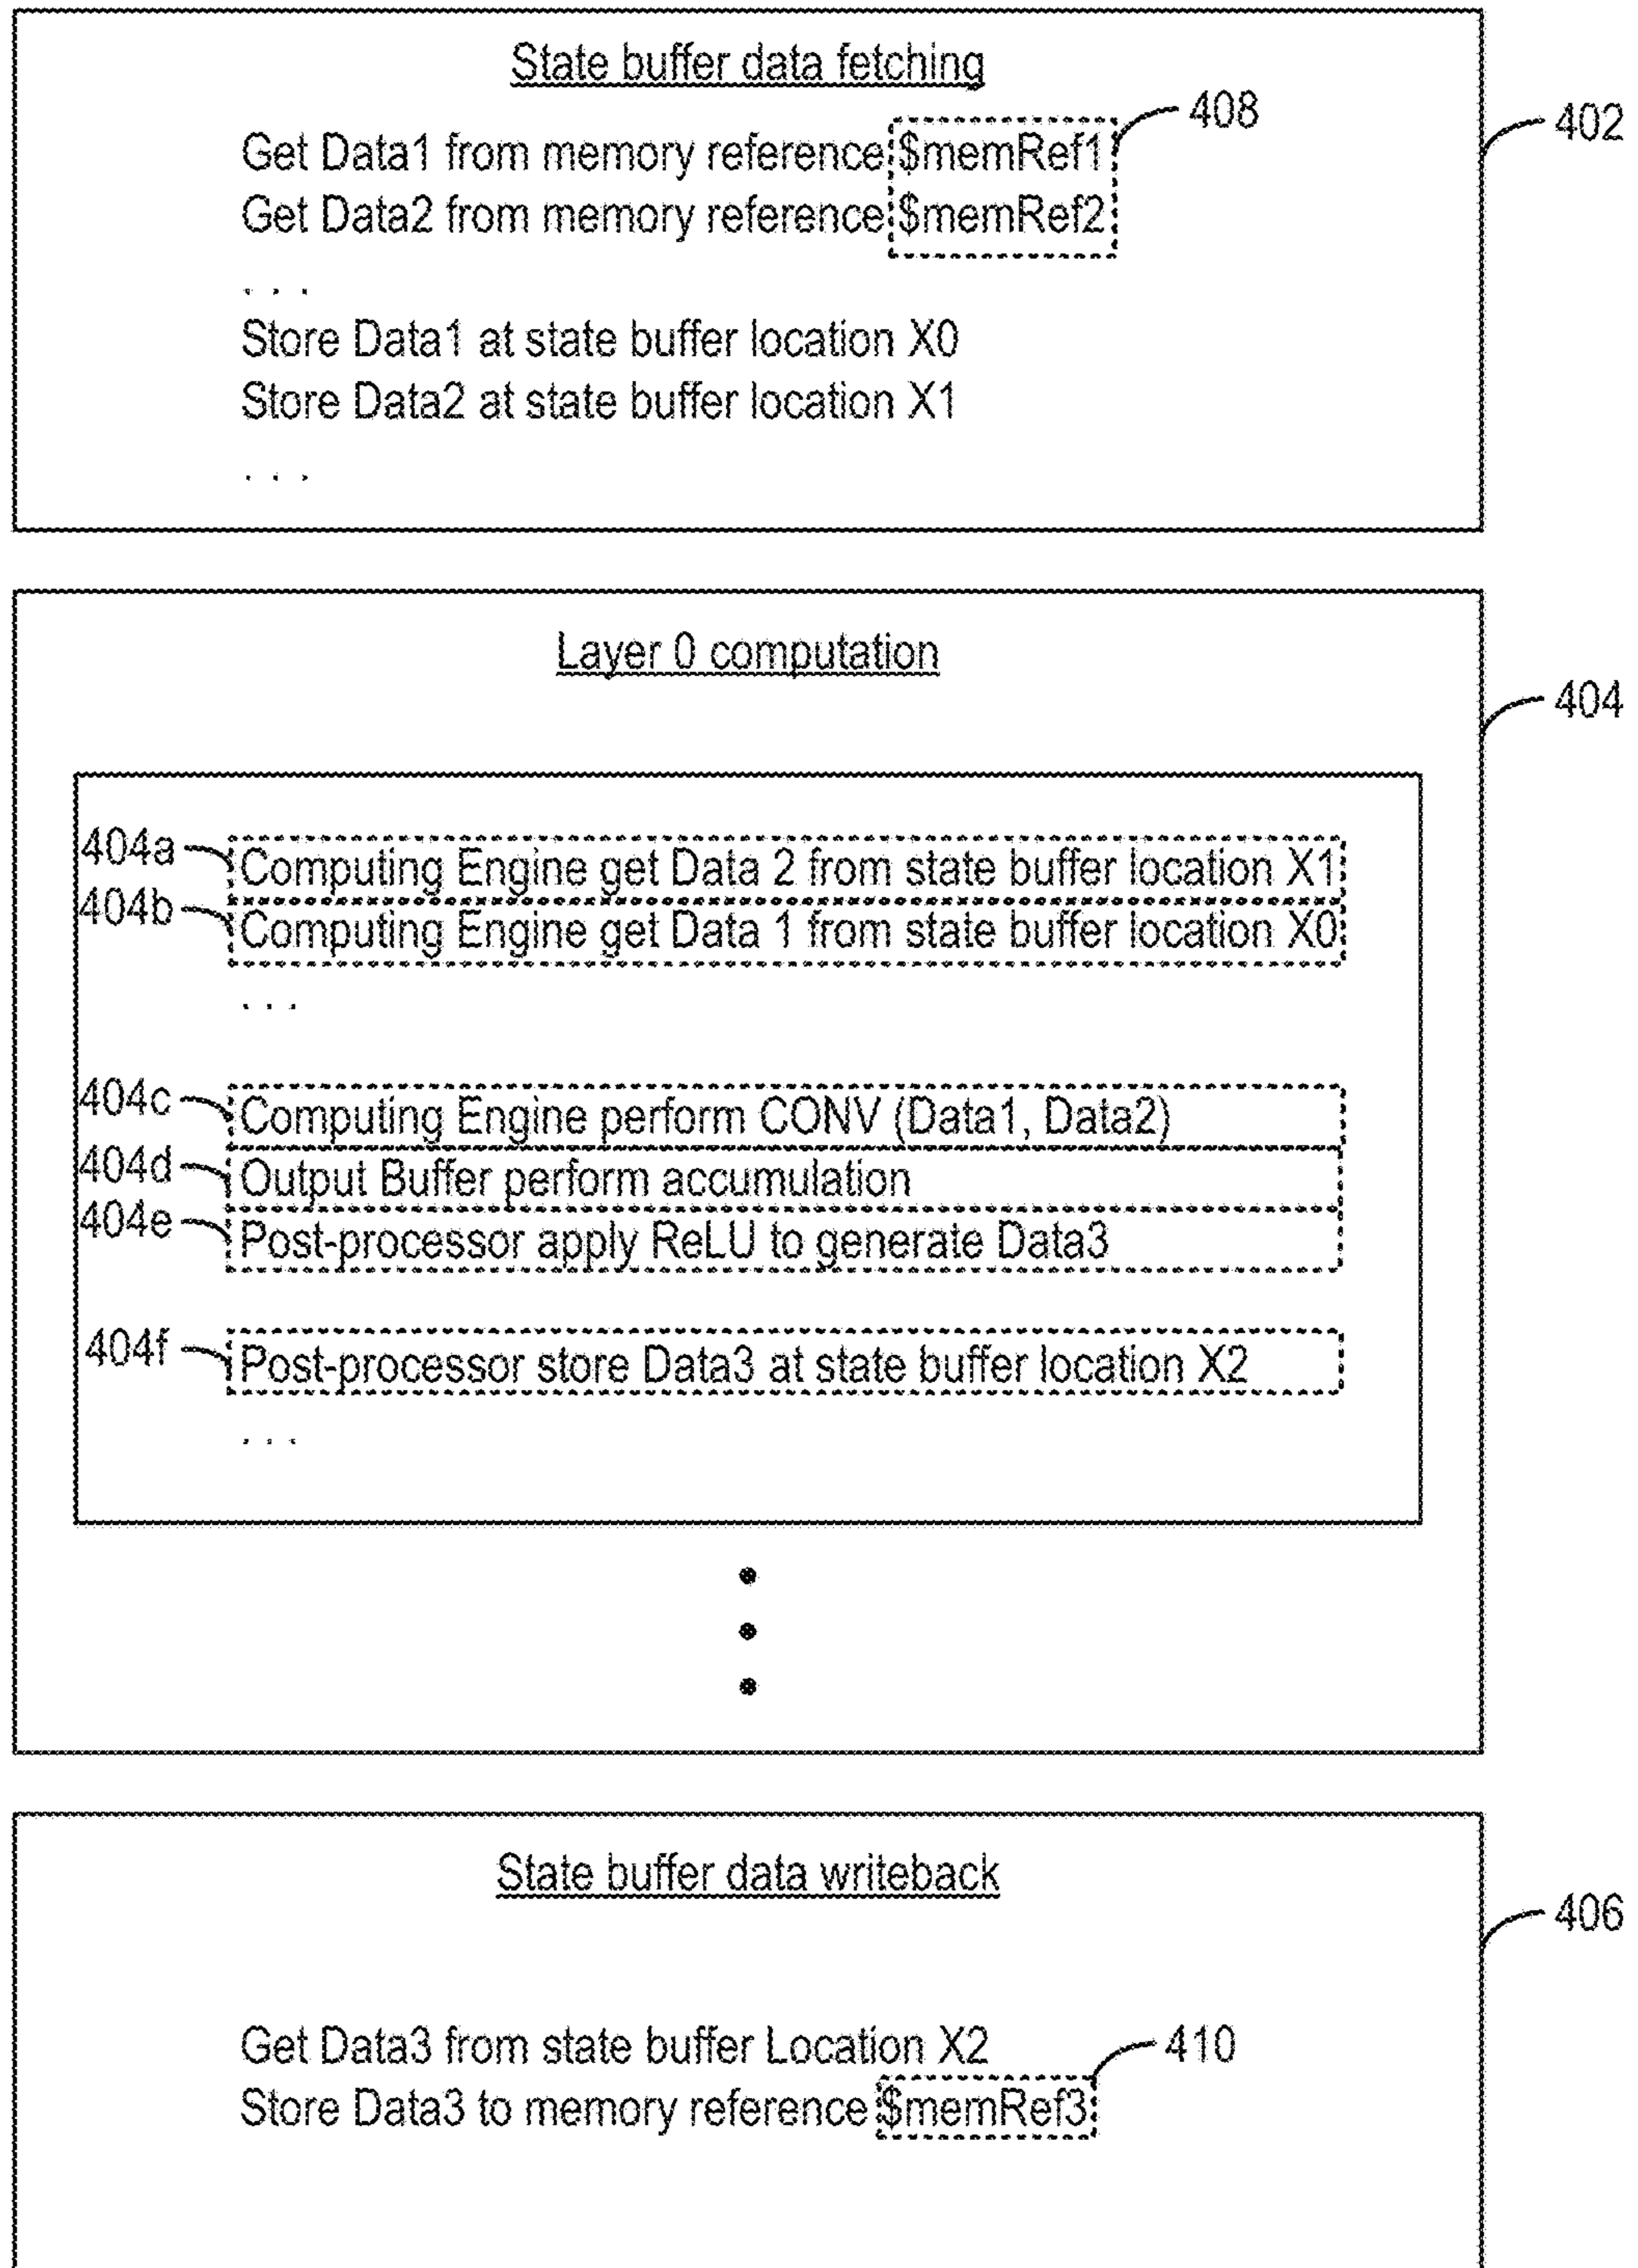 State buffer data fetching
408
402
Get Data1 from memory reference $memRef1
Get Data2 from memory reference $memRef2
. . .
Store Data1 at state buffer location X0
Store Data2 at state buffer location X1
. . .
Layer 0 computation
404
404a Computing Engine get Data 2 from state buffer location X1
404b Computing Engine get Data 1 from state buffer location X0
. . .
404c Computing Engine perform CONV (Data1, Data2)
404d Output Buffer perform accumulation
404e Post-processor apply ReLU to generate Data3
404f Post-processor store Data3 at state buffer location X2
. . .
State buffer data writeback
406
Get Data3 from state buffer Location X2 410
Store Data3 to memory reference $memRef3